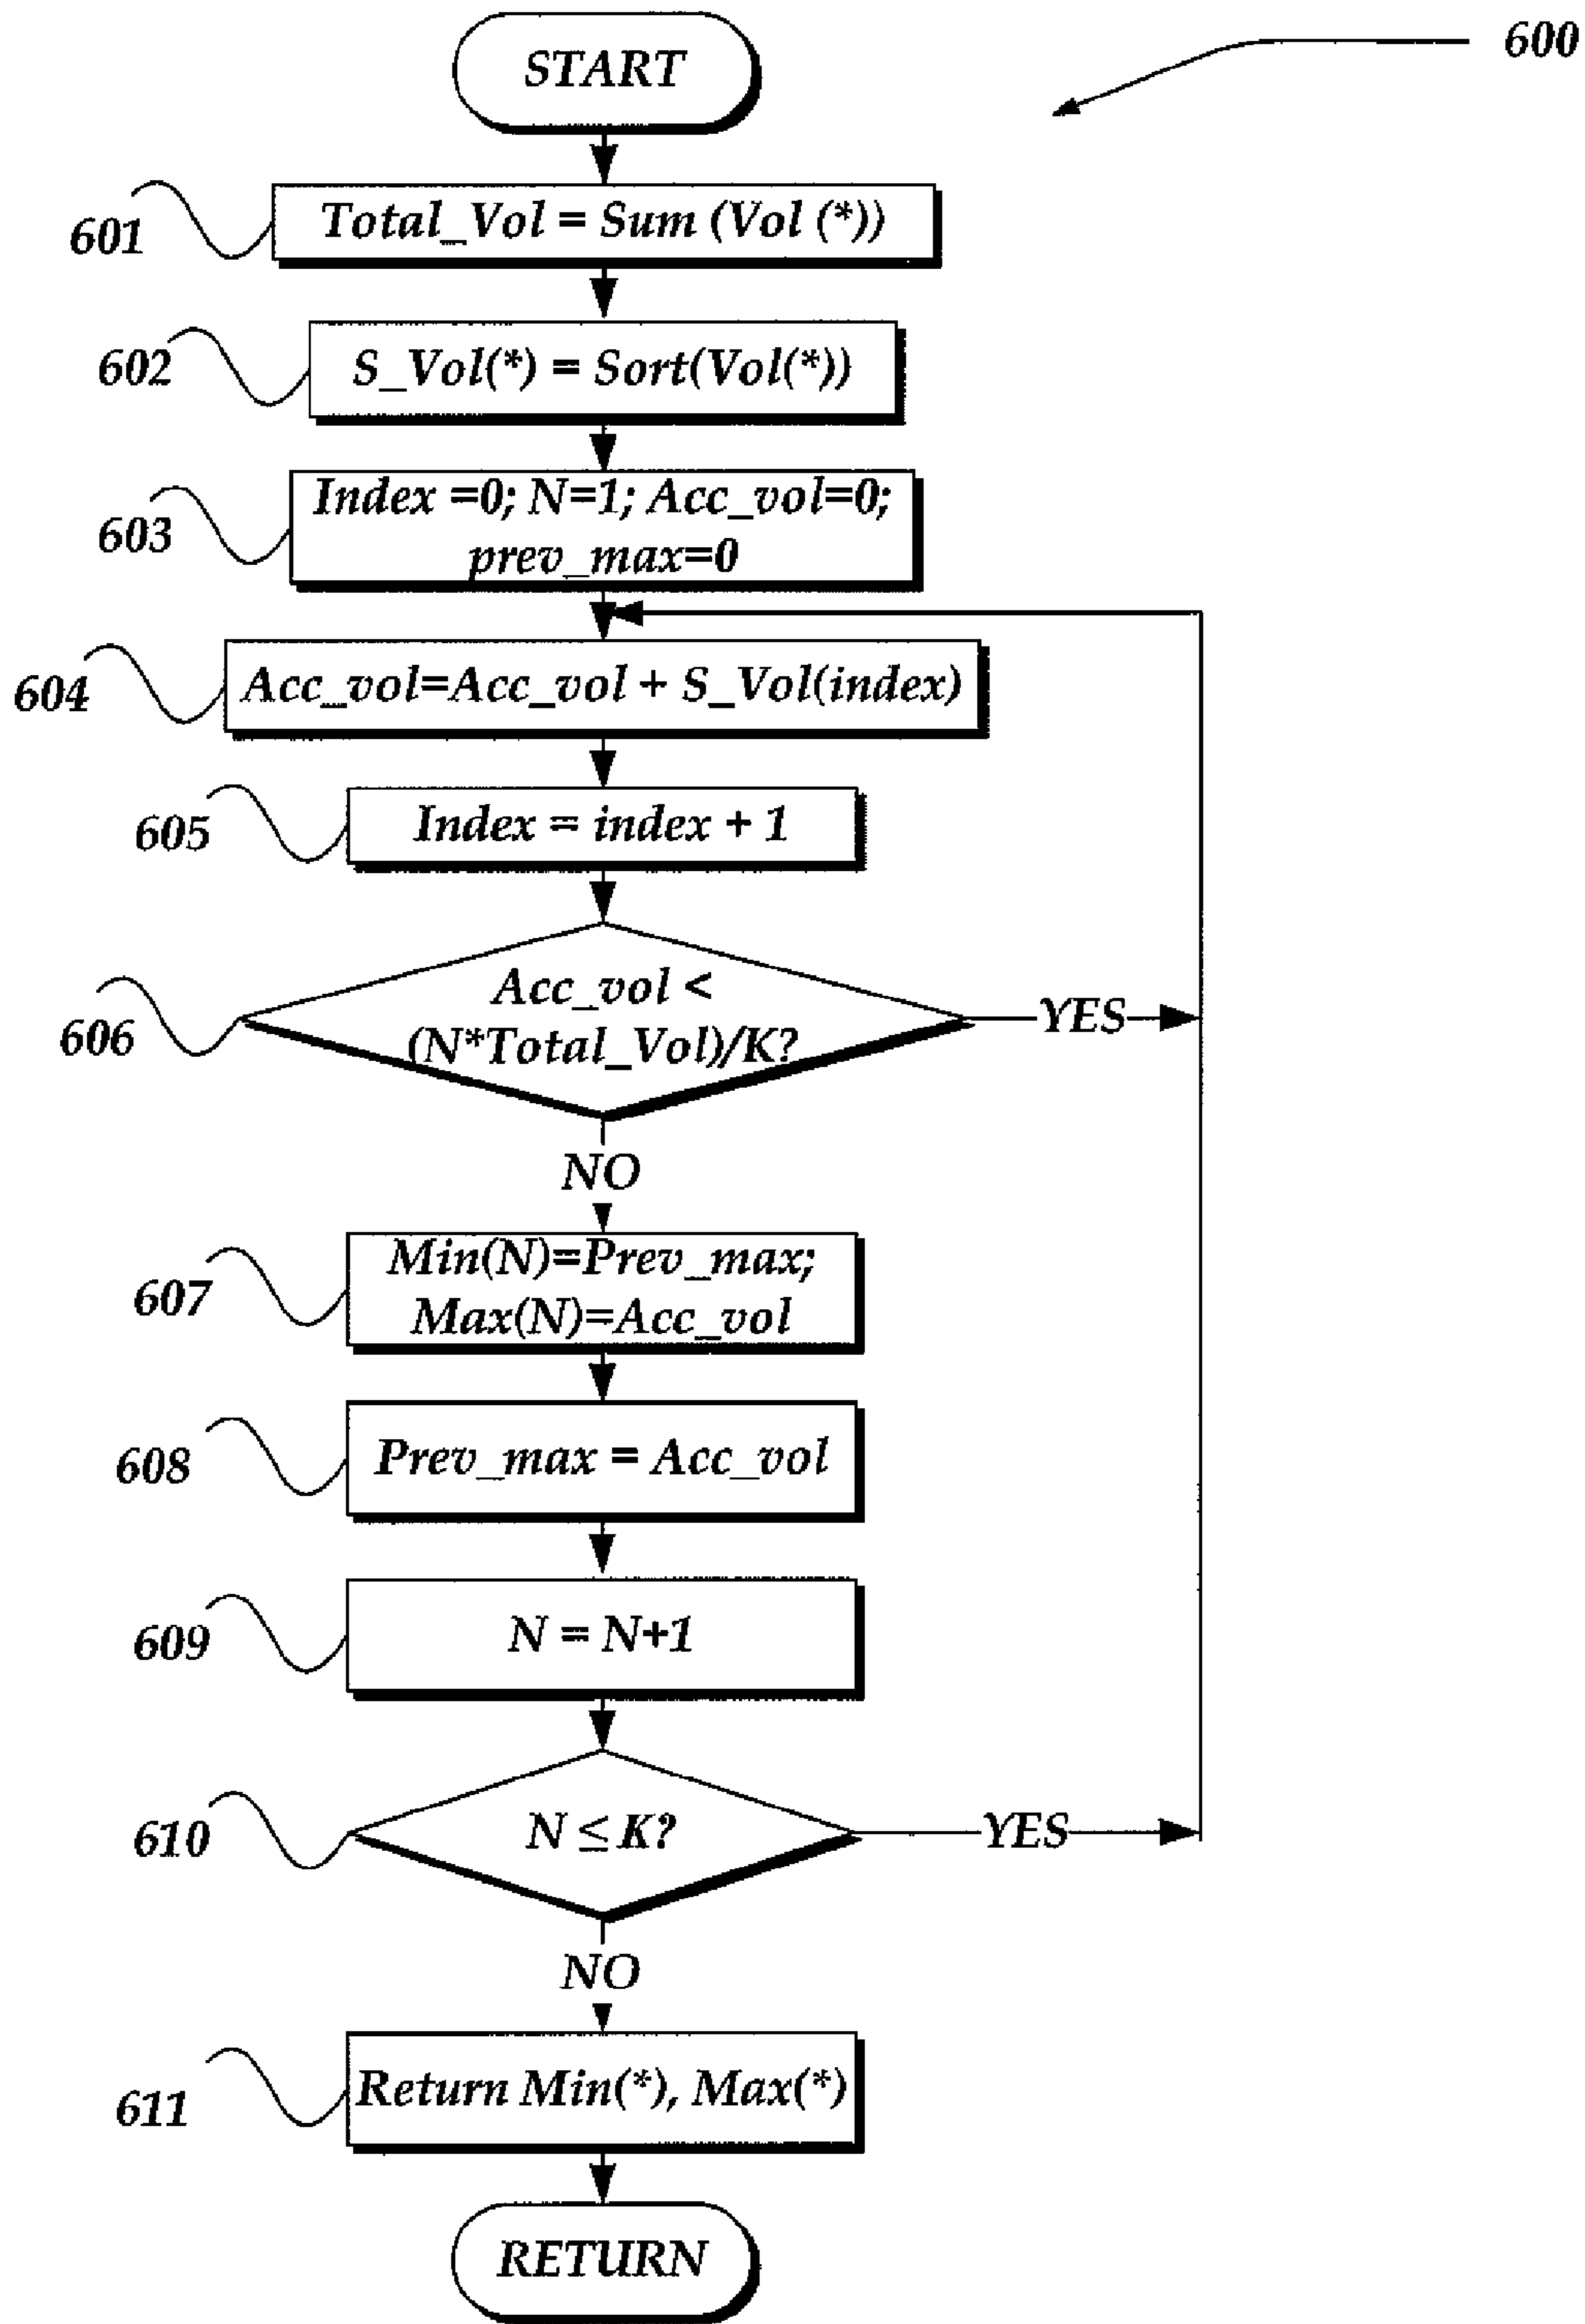 START
600
601
Total_Vol = Sum (Vol (*))
602
S_Vol(*) = Sort(Vol(*))
603
Index =0; N=1; Acc_vol=0;
prev_max=0
604
Acc_vol=Acc_vol + S_Vol(index)
605
Index = index + 1
606
Acc_vol <
(N*Total_Vol)/K?
YES
NO
607
Min(N)=Prev_max;
Max(N)=Acc_vol
608
Prev_max = Acc_vol
609
N = N+1
610
N ≤ K?
YES
NO
611
Return Min(*), Max(*)
RETURN